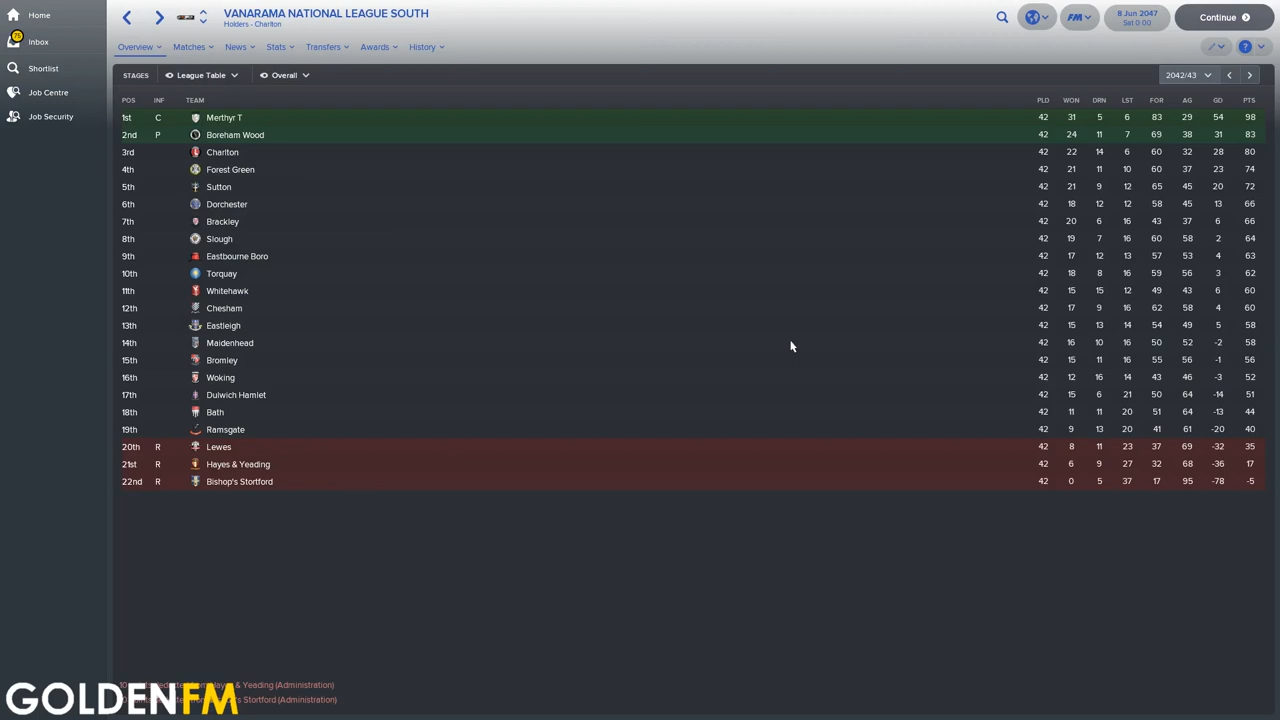 Home
75
Inbox
Shortlist
Job Centre
Job Security
VANARAMA NATIONAL LEAGUE SOUTH
Holders - Charlton
FM
8 Jun 2047
Sat 0:00
Continue
Overview Matches News Stats Transfers Awards History
?
STAGES League Table Overall 2042/43
POS INF TEAM PLD WON DRN LST FOR AG GD PTS
1st C Merthyr T 42 31 5 6 83 29 54 98
2nd P Boreham Wood 42 24 11 7 69 38 31 83
3rd Charlton 42 22 14 6 60 32 28 80
4th Forest Green 42 21 11 10 60 37 23 74
5th Sutton 42 21 9 12 65 45 20 72
6th Dorchester 42 18 12 12 58 45 13 66
7th Brackley 42 20 6 16 43 37 6 66
8th Slough 42 19 7 16 60 58 2 64
9th Eastbourne Boro 42 17 12 13 57 53 4 63
10th Torquay 42 18 8 16 59 56 3 62
11th Whitehawk 42 15 15 12 49 43 6 60
12th Chesham 42 17 9 16 62 58 4 60
13th Eastleigh 42 15 13 14 54 49 5 58
14th Maidenhead 42 16 10 16 50 52 -2 58
15th Bromley 42 15 11 16 55 56 -1 56
16th Woking 42 12 16 14 43 46 -3 52
17th Dulwich Hamlet 42 15 6 21 50 64 -14 51
18th Bath 42 11 11 20 51 64 -13 44
19th Ramsgate 42 9 13 20 41 61 -20 40
20th R Lewes 42 8 11 23 37 69 -32 35
21st R Hayes & Yeading 42 6 9 27 32 68 -36 17
22nd R Bishop's Stortford 42 0 5 37 17 95 -78 -5
& Yeading (Administration)
Stortford (Administration)
GOLDENFM